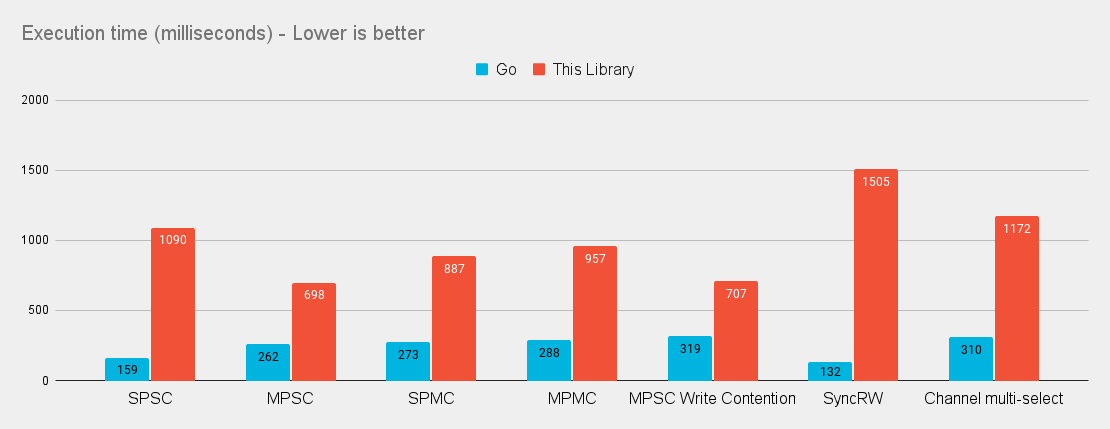 Execution time (milliseconds) - Lower is better
Go This Library
2000
1500
1000
500
0
159 1090 262 698 273 887 288 957 319 707 132 1505 310 1172
SPSC MPSC SPMC MPMC MPSC Write Contention SyncRW Channel multi-select